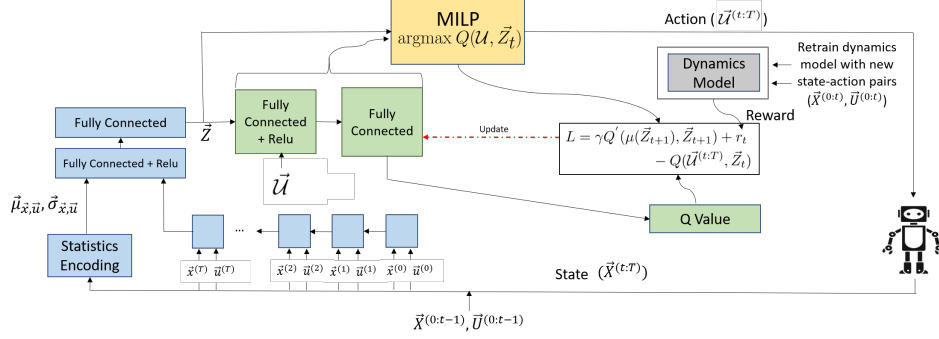 MILP
argmax Q(𝒰, Z⃗_t)
Action (𝒰⃗^(t:T))
Dynamics
Model
Retrain dynamics
model with new
state-action pairs
(X⃗^(0:t), U⃗^(0:t))
Reward
Fully Connected
Z⃗
Fully
Connected
+ Relu
Fully
Connected
Update
L = γQ′(μ(Z⃗_{t+1}), Z⃗_{t+1}) + r_t
− Q(𝒰⃗^(t:T), Z⃗_t)
Fully Connected + Relu
𝒰⃗
μ⃗_{x⃗,u⃗}, σ⃗_{x⃗,u⃗}
Q Value
Statistics
Encoding
...
x⃗^(T) u⃗^(T) x⃗^(2) u⃗^(2) x⃗^(1) u⃗^(1) x⃗^(0) u⃗^(0)
State (X⃗^(t:T))
X⃗^(0:t−1), U⃗^(0:t−1)